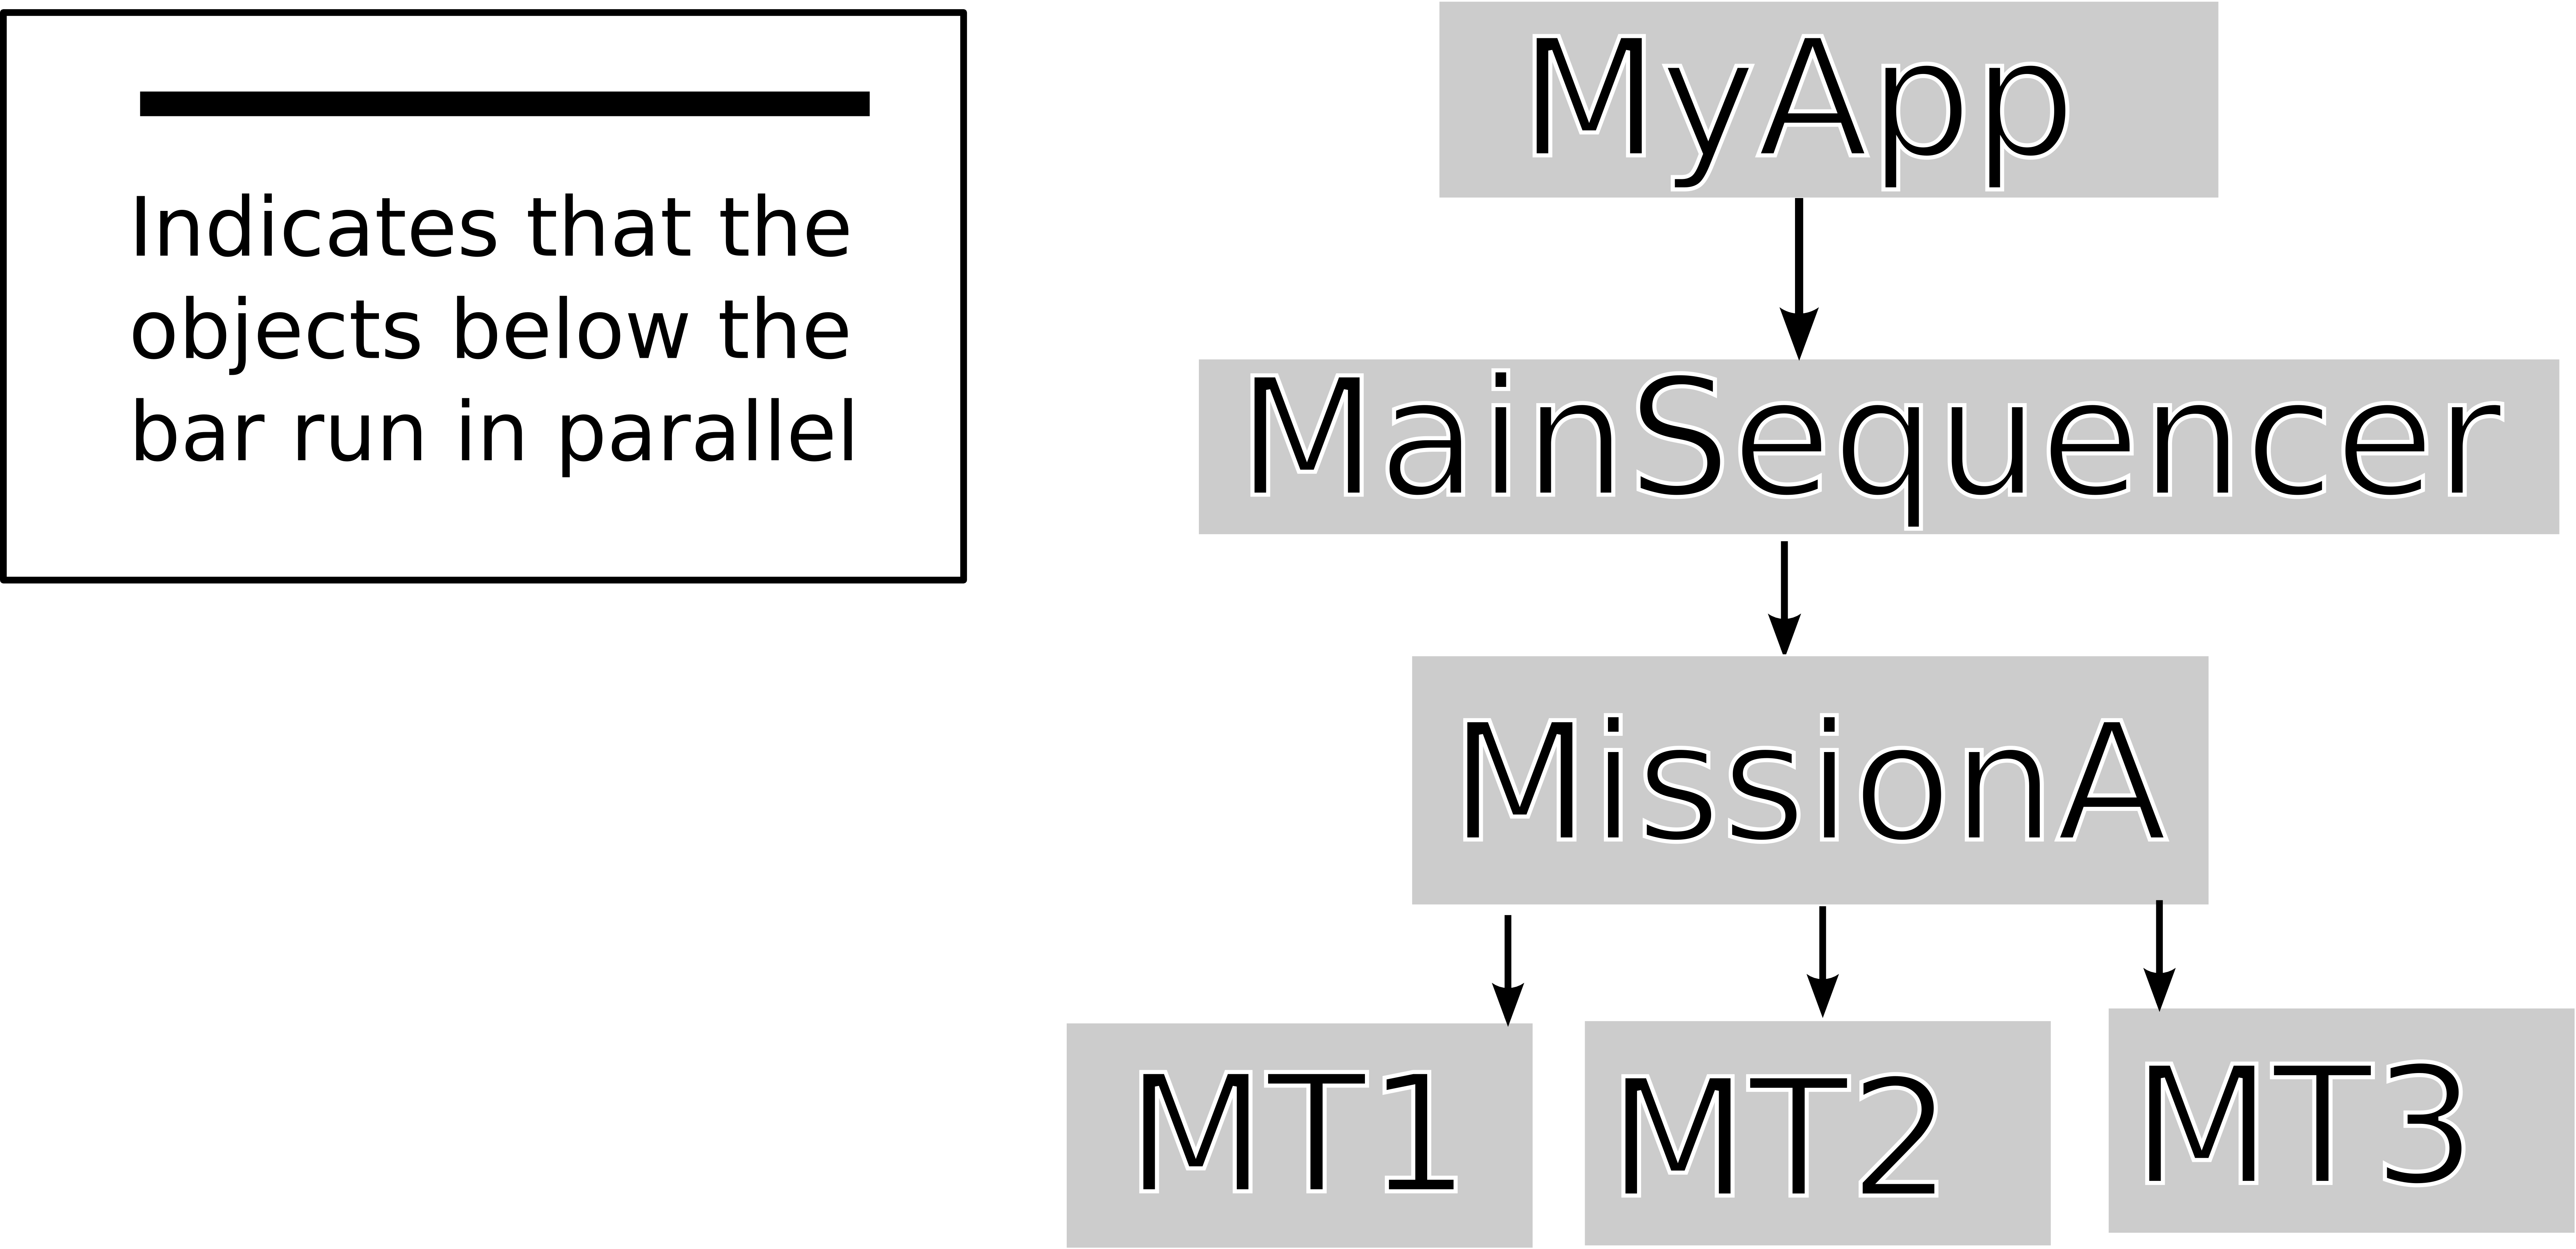 Indicates that the
objects below the
bar run in parallel
MyApp
MainSequencer
MissionA
MT1
MT2
MT3